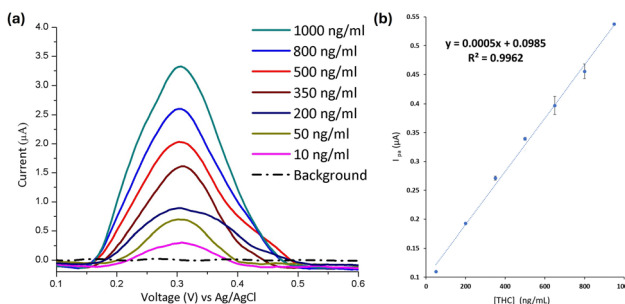 (a)
4.0
3.5
3.0
2.5
2.0
1.5
1.0
0.5
0.0
Current (µA)
0.1 0.2 0.3 0.4 0.5 0.6
Voltage (V) vs Ag/AgCl
1000 ng/ml
800 ng/ml
500 ng/ml
350 ng/ml
200 ng/ml
50 ng/ml
10 ng/ml
Background
(b)
y = 0.0005x + 0.0985
R² = 0.9962
0.55
0.5
0.45
0.4
0.35
0.3
0.25
0.2
0.15
0.1
I pa (µA)
0 200 400 600 800 1000
[THC] (ng/mL)